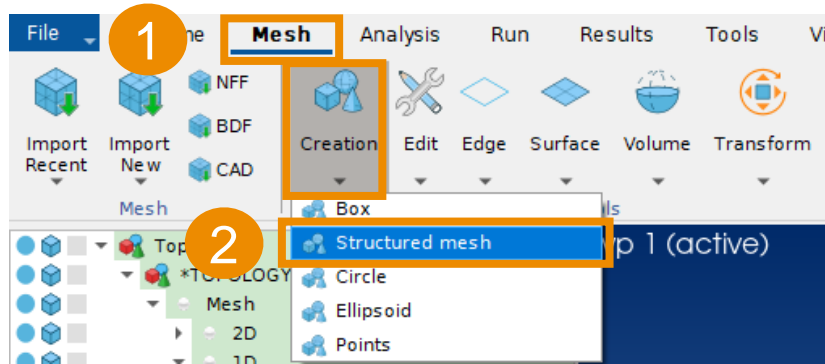 File
1
me
Mesh
Analysis
Run
Results
Tools
Vi
Import
Recent
Import
New
NFF
BDF
CAD
Creation
Edit
Edge
Surface
Volume
Transform
Mesh
ls
Box
2
Structured mesh
Circle
Ellipsoid
Points
Top
*TOPOLOGY
Mesh
2D
1D
yp 1 (active)